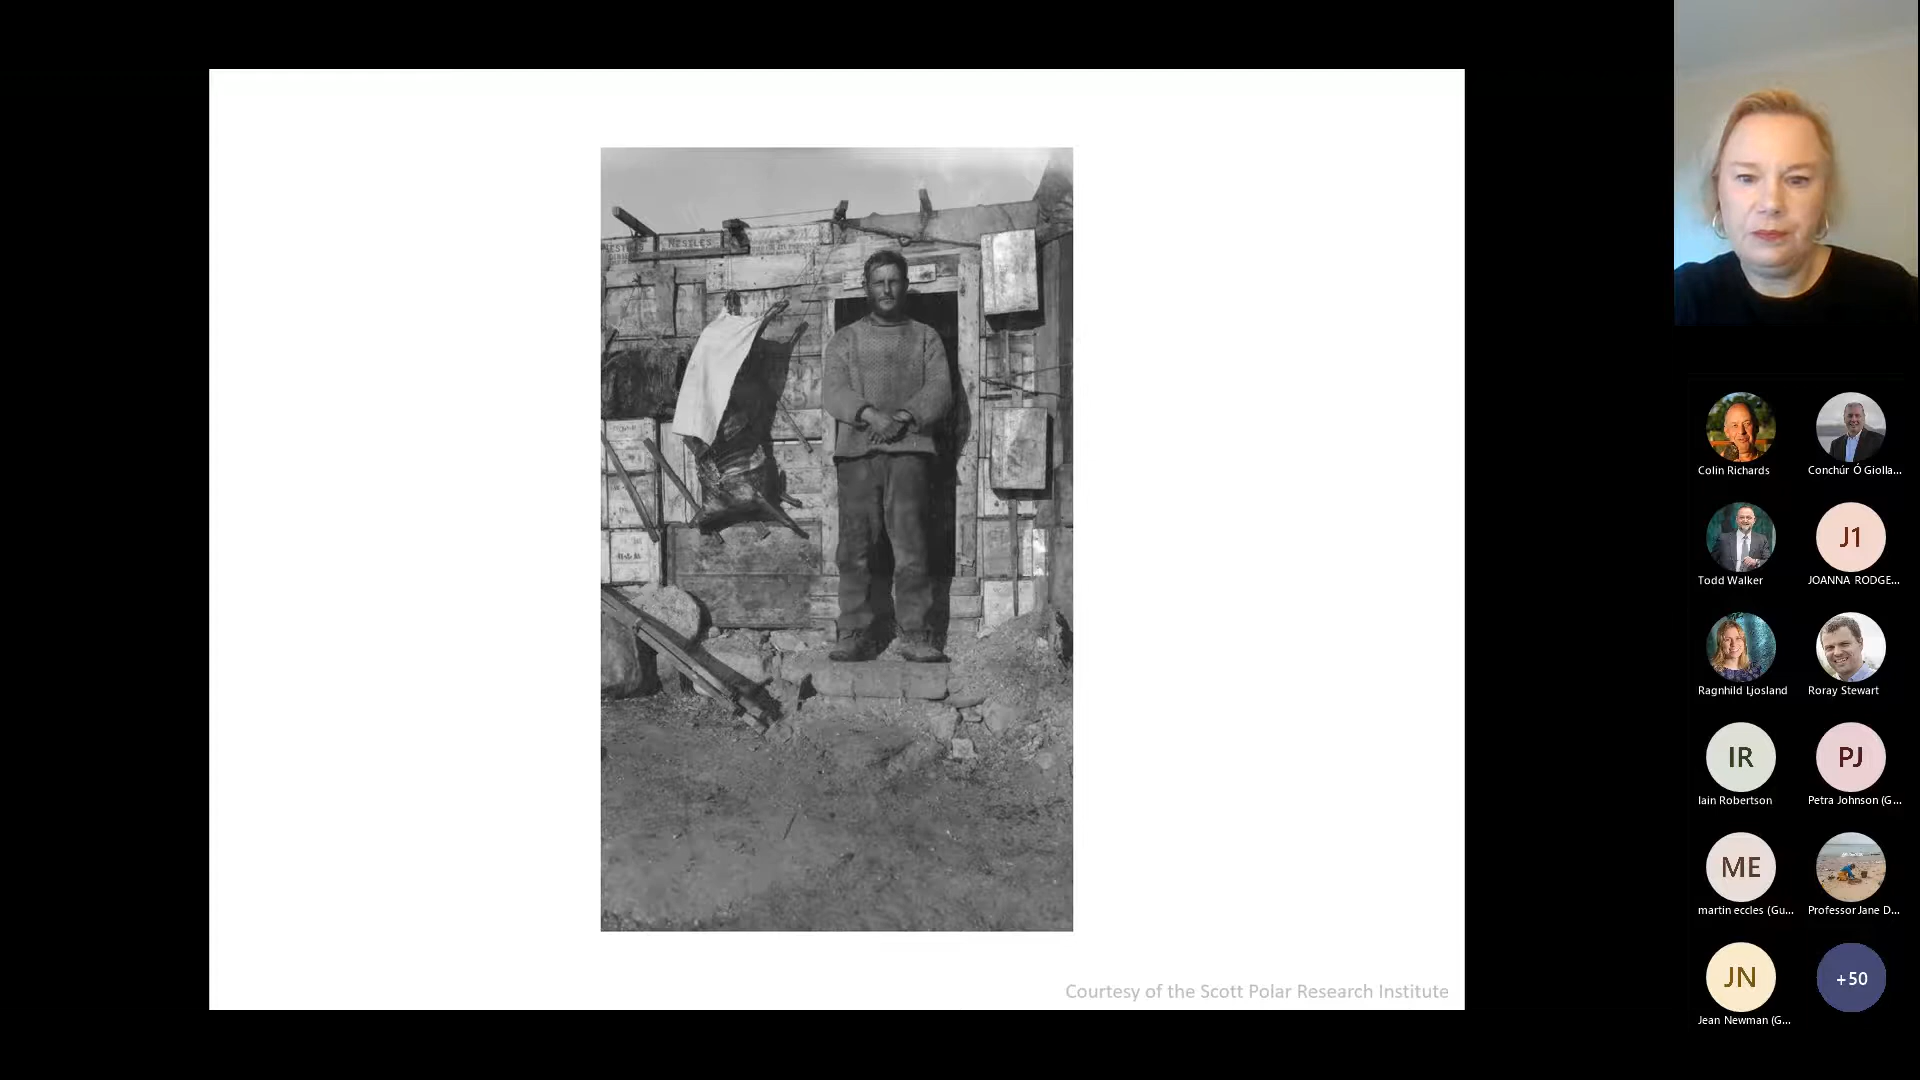 NESTLES
Courtesy of the Scott Polar Research Institute
Colin Richards
Conchúr Ó Giolla...
Todd Walker
J1
JOANNA RODGE...
Ragnhild Ljosland
Roray Stewart
IR
Iain Robertson
PJ
Petra Johnson (G...
ME
martin eccles (Gu...
Professor Jane D...
JN
Jean Newman (G...
+50